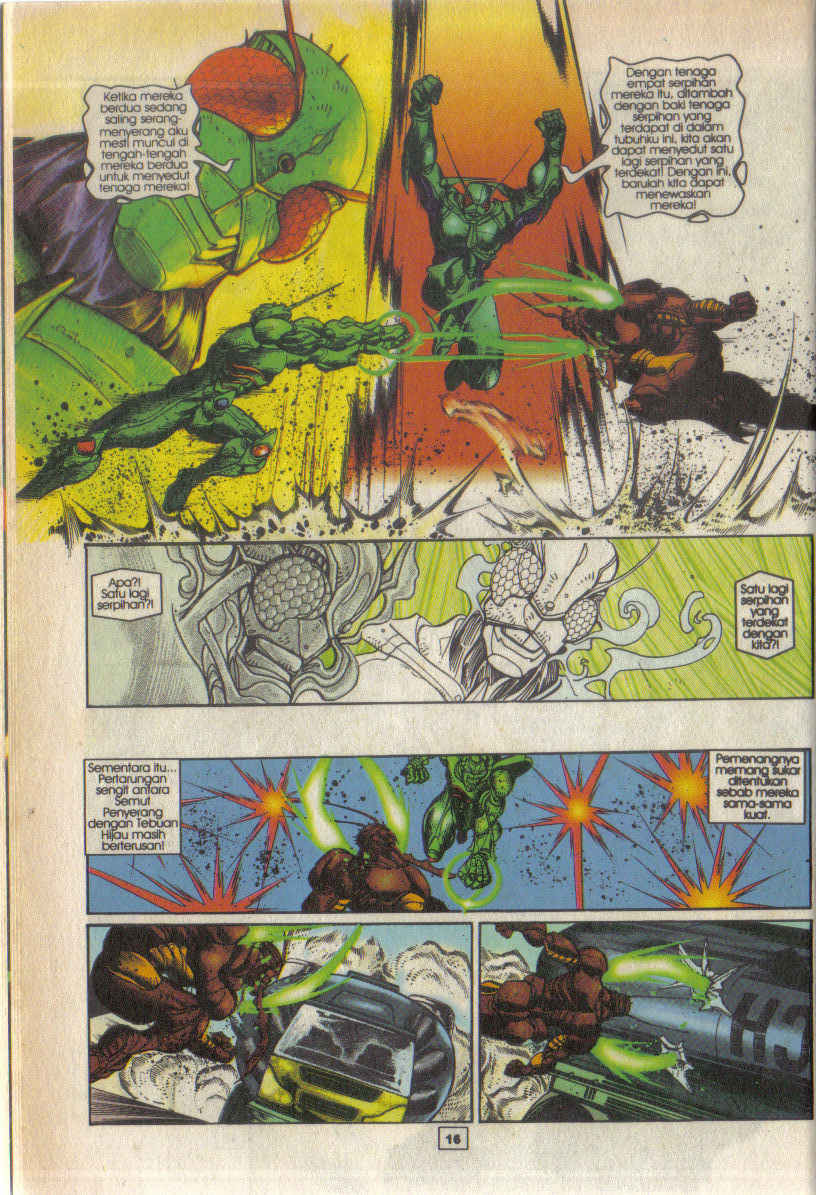 Ketika mereka
berdua sedang
saling serang-
menyerang aku
mesti muncul di
tengah-tengah
mereka berdua
untuk menyedut
tenaga mereka!
Dengan tenaga
empat serpihan
mereka itu, ditambah
dengan baki tenaga
serpihan yang
terdapat di dalam
tubuhku ini, kita akan
dapat menyedut satu
lagi serpihan yang
terdekat! Dengan ini,
barulah kita dapat
menewaskan
mereka!
Apa?!
Satu lagi
serpihan?!
Satu lagi
serpihan
yang
terdekat
dengan
kita?!
Sementara itu...
Pertarungan
sengit antara
Semut
Penyerang
dengan Tebuan
Hijau masih
berterusan!
Pemenangnya
memang sukar
ditentukan
sebab mereka
sama-sama
kuat.
HC
16